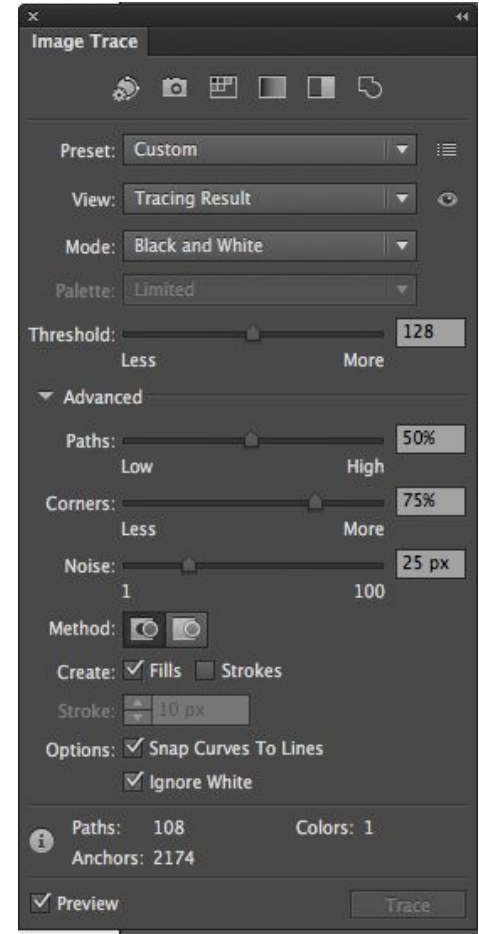 Image Trace
Preset: Custom
View: Tracing Result
Mode: Black and White
Palette: Limited
Threshold: 128
Less More
Advanced
Paths: 50%
Low High
Corners: 75%
Less More
Noise: 25 px
1 100
Method:
Create: Fills Strokes
Stroke: 10 px
Options: Snap Curves To Lines
Ignore White
Paths: 108 Colors: 1
Anchors: 2174
Preview Trace